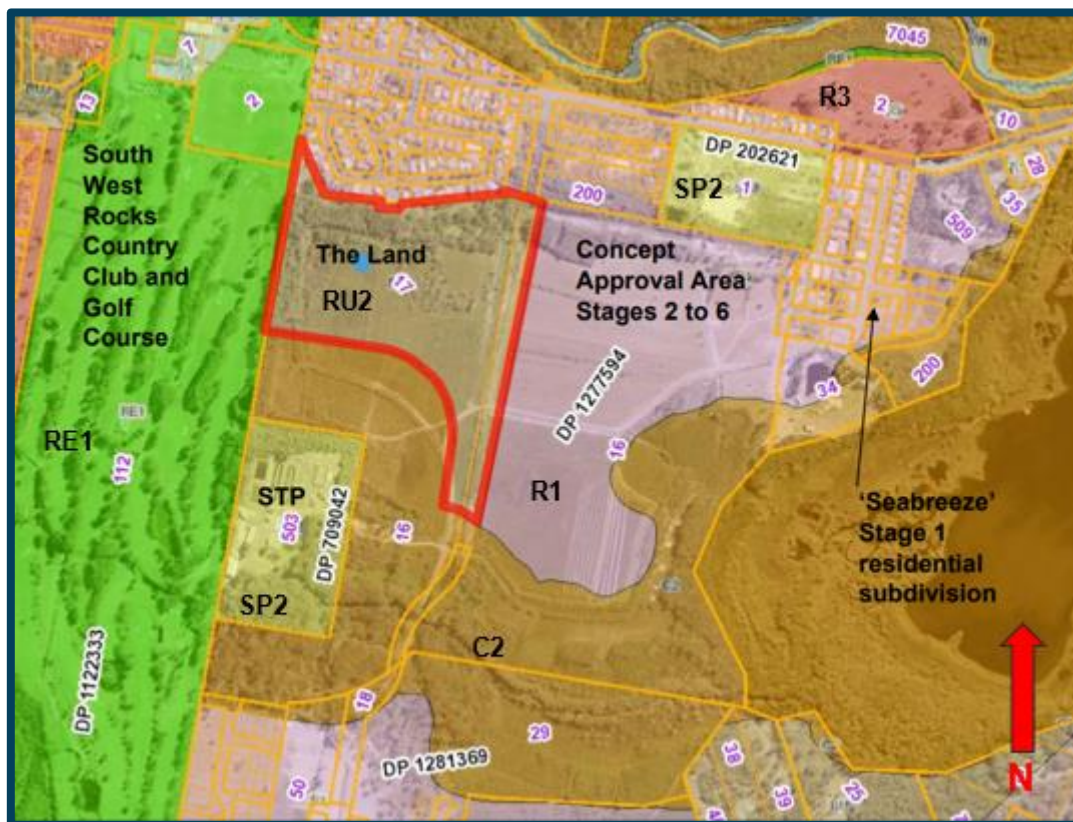 7045
RE1
R3
2
10
7
2
13
28
35
DP 202621
SP2
1
200
509
South
West
Rocks
Country
Club and
Golf
Course
The Land
17
RU2
Concept
Approval Area
Stages 2 to 6
DP 1277594
34
200
16
R1
RE1
RE1
112
STP
503
DP 709042
16
SP2
'Seabreeze'
Stage 1
residential
subdivision
C2
DP 1122333
18
29
DP 1281369
50
38
39
25
N